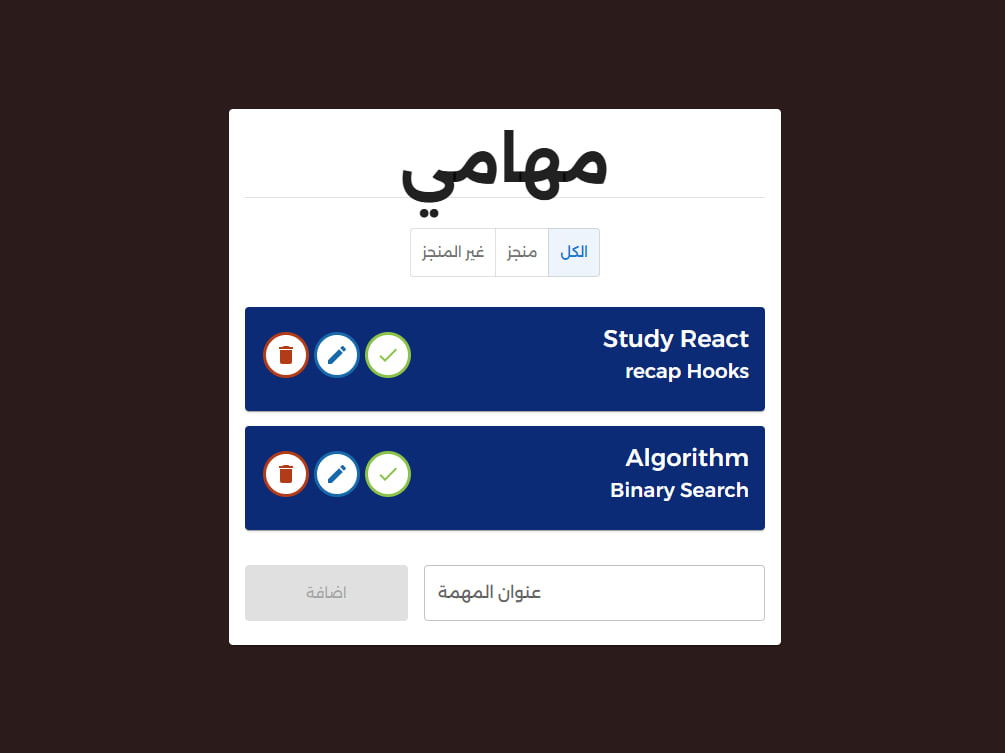 مهامي
الكل
منجز
غير المنجز
Study React
recap Hooks
Algorithm
Binary Search
عنوان المهمة
اضافة